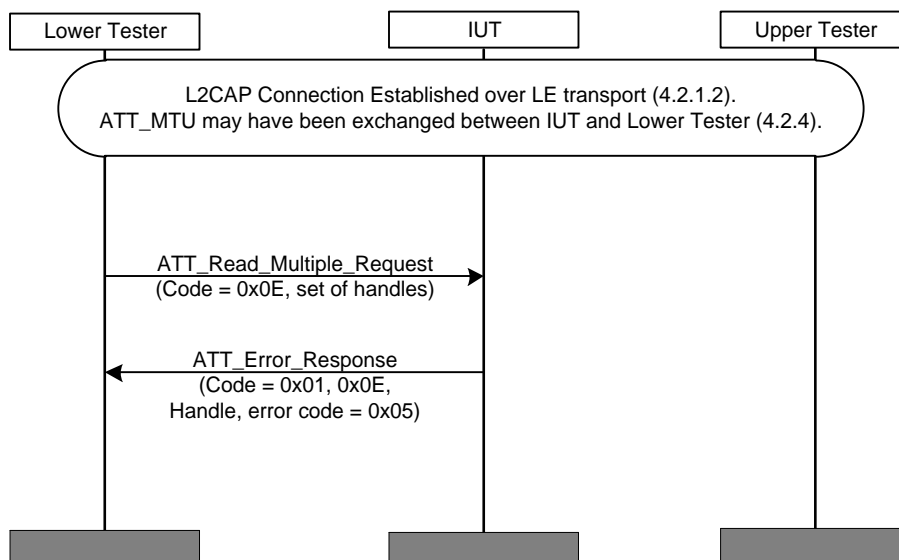 Lower Tester
IUT
Upper Tester
L2CAP Connection Established over LE transport (4.2.1.2).
ATT_MTU may have been exchanged between IUT and Lower Tester (4.2.4).
ATT_Read_Multiple_Request
(Code = 0x0E, set of handles)
ATT_Error_Response
(Code = 0x01, 0x0E,
Handle, error code = 0x05)